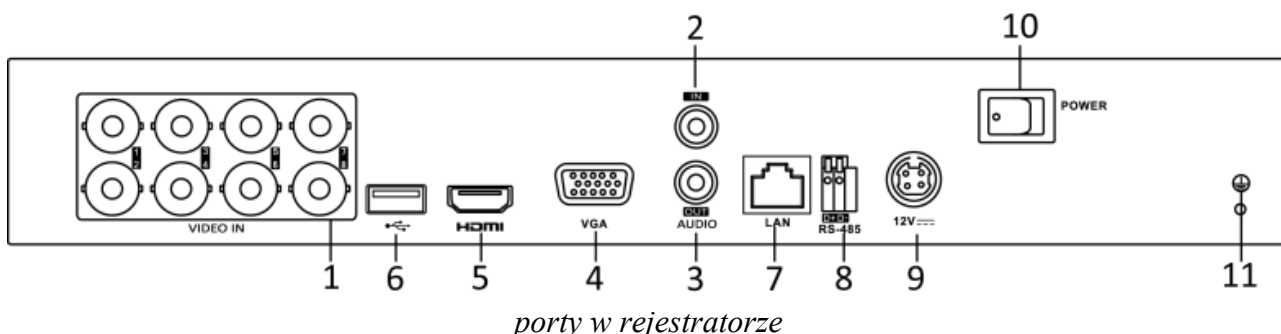 2
10
IN
POWER
1 2
3 4
5 6
7 8
VIDEO IN
HDMI
VGA
OUT
AUDIO
LAN
D+ D-
RS-485
12V
1
6
5
4
3
7
8
9
11
porty w rejestratorze